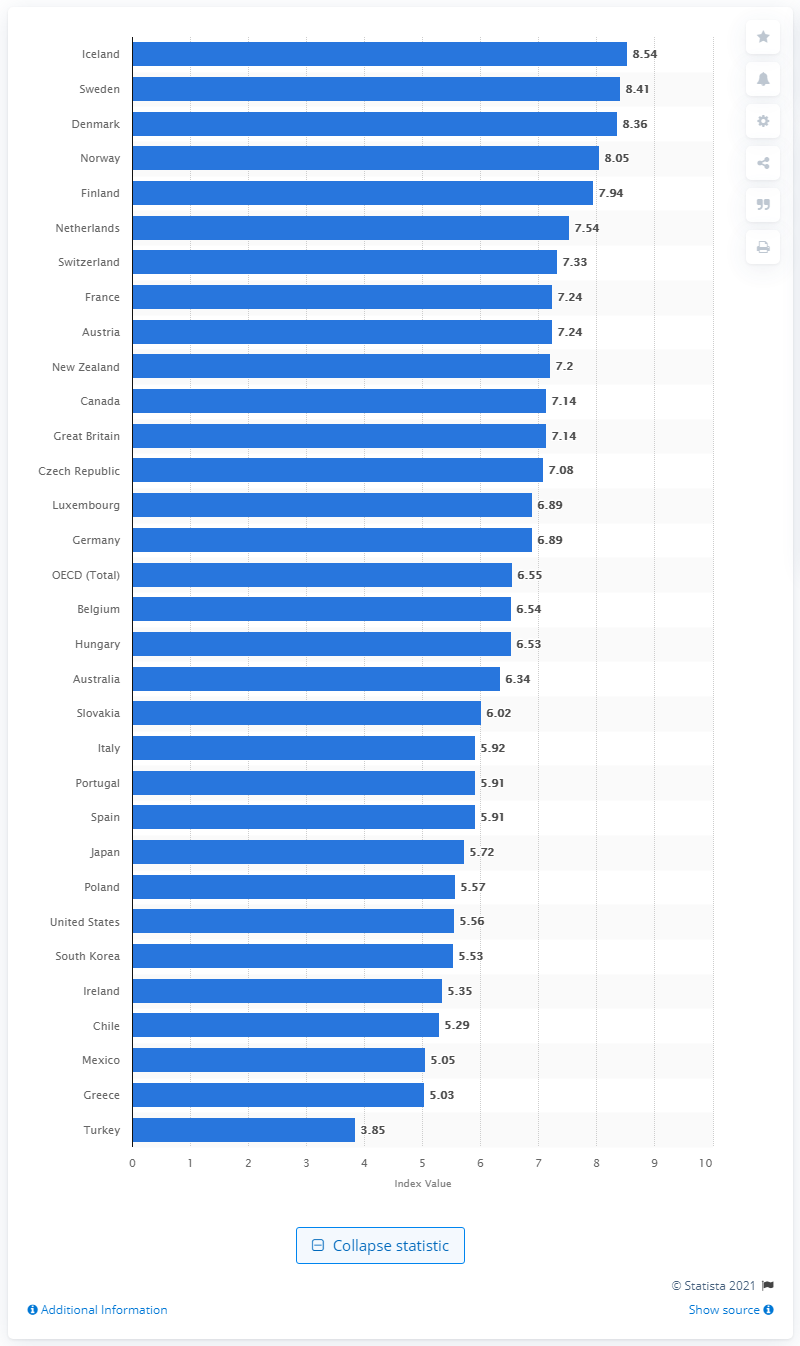 Iceland 8.54
Sweden 8.41
Denmark 8.36
Norway 8.05
Finland 7.94
Netherlands 7.54
Switzerland 7.33
France 7.24
Austria 7.24
New Zealand 7.2
Canada 7.14
Great Britain 7.14
Czech Republic 7.08
Luxembourg 6.89
Germany 6.89
OECD (Total) 6.55
Belgium 6.54
Hungary 6.53
Australia 6.34
Slovakia 6.02
Italy 5.92
Portugal 5.91
Spain 5.91
Japan 5.72
Poland 5.57
United States 5.56
South Korea 5.53
Ireland 5.35
Chile 5.29
Mexico 5.05
Greece 5.03
Turkey 3.85
0 1 2 3 4 5 6 7 8 9 10
Index Value
Collapse statistic
© Statista 2021
Additional Information Show source